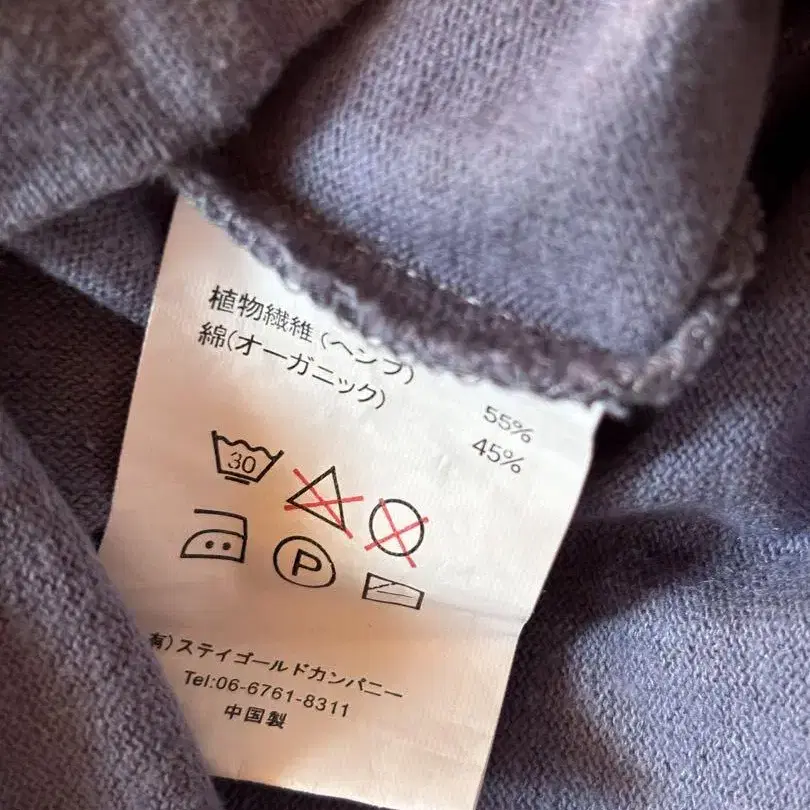 植物繊維(ヘンプ) 55%
綿(オーガニック) 45%
30
P
有)ステイゴールドカンパニー
Tel:06-6761-8311
中国製